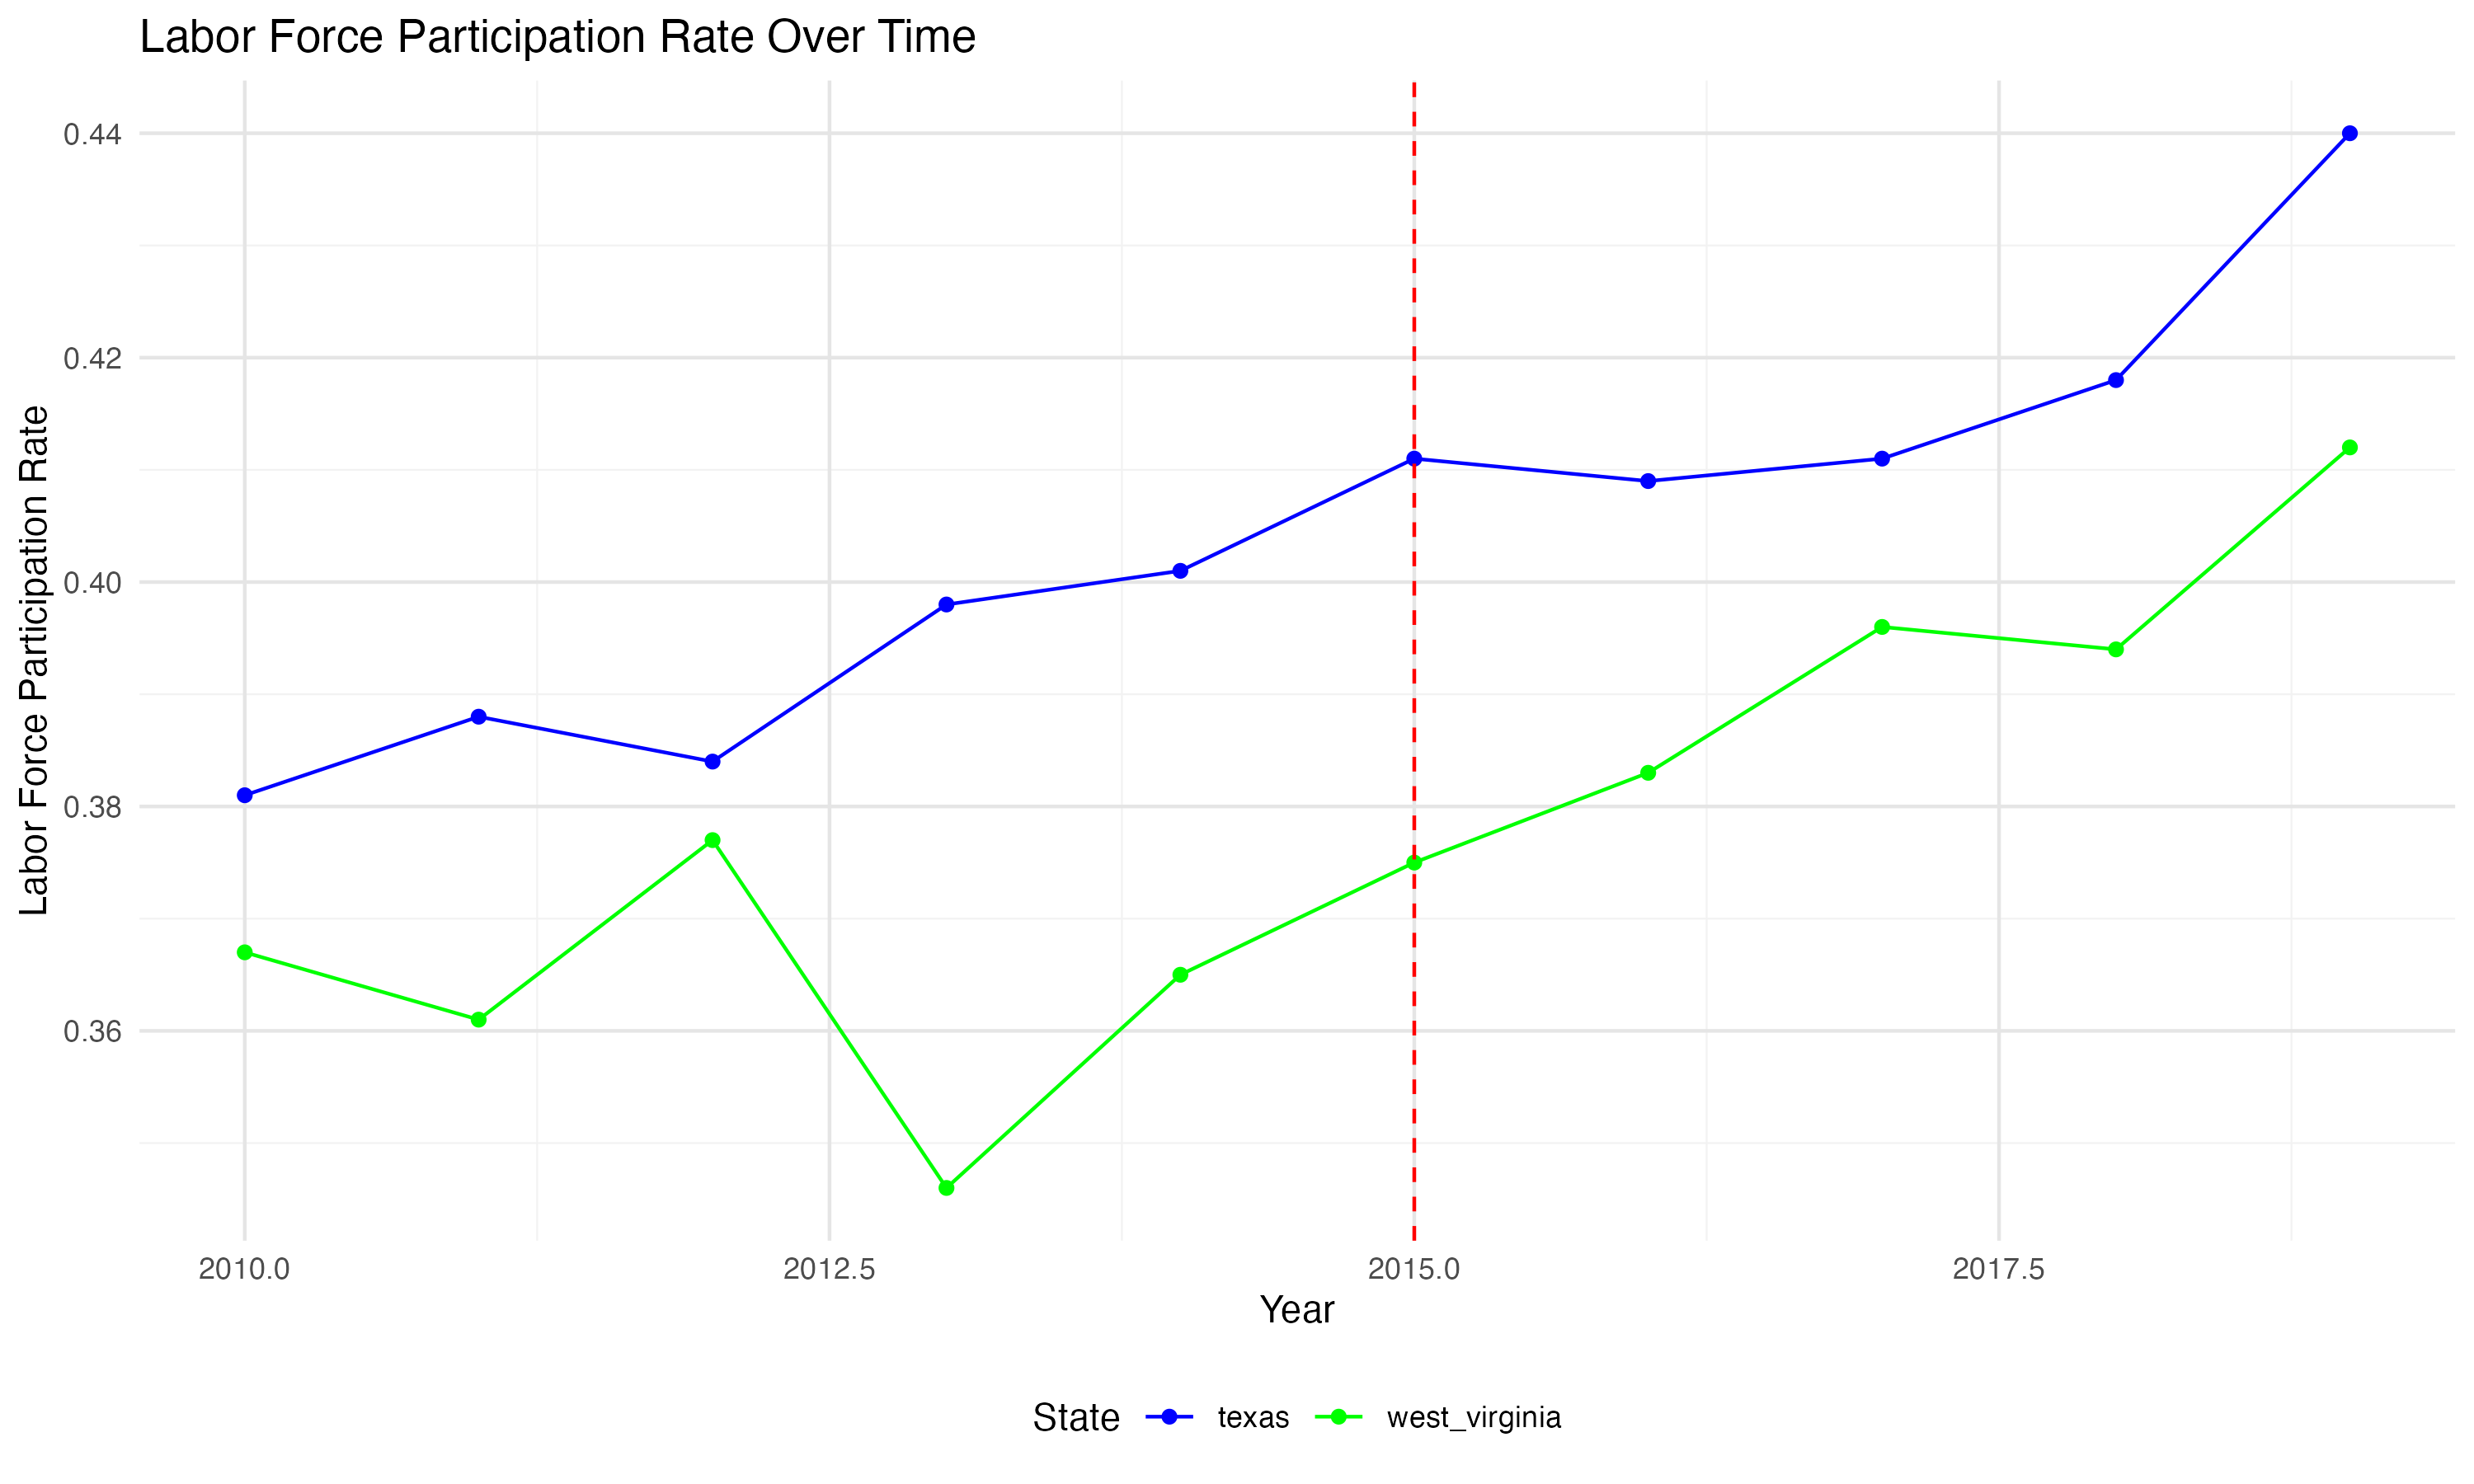 Labor Force Participation Rate Over Time
Labor Force Participation Rate
0.44
0.42
0.40
0.38
0.36
2010.0 2012.5 2015.0 2017.5
Year
State texas west_virginia